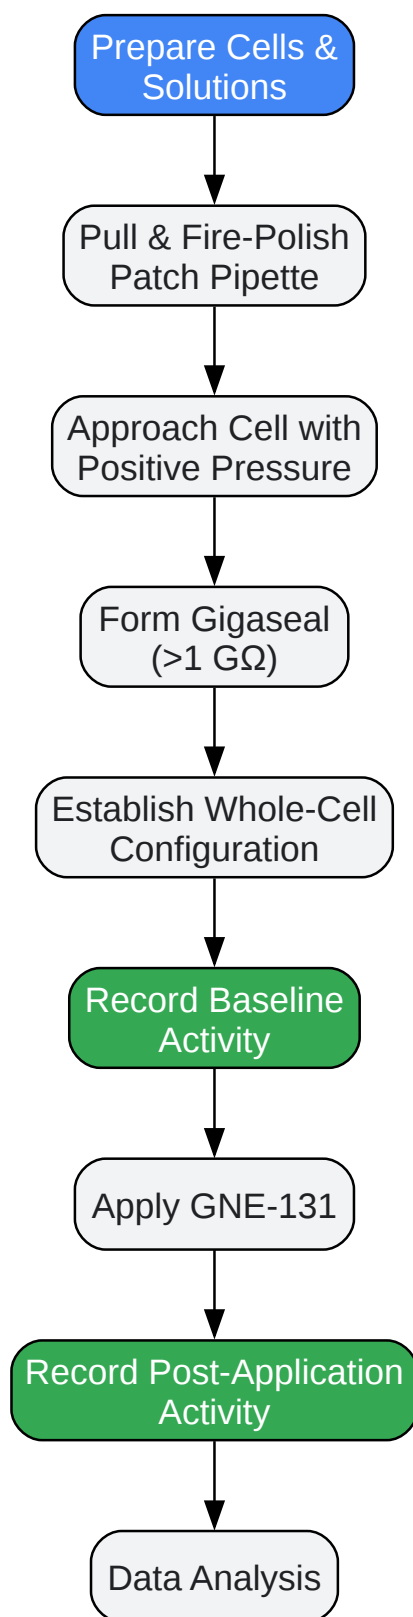 Prepare Cells &
Solutions
Pull & Fire-Polish
Patch Pipette
Approach Cell with
Positive Pressure
Form Gigaseal
(>1 GΩ)
Establish Whole-Cell
Configuration
Record Baseline
Activity
Apply GNE-131
Record Post-Application
Activity
Data Analysis